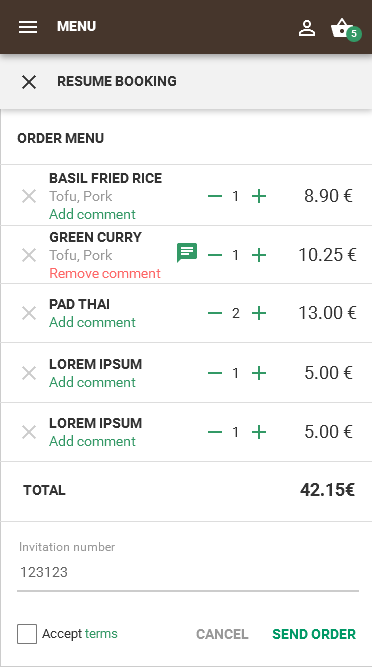 MENU
5
RESUME BOOKING
ORDER MENU
BASIL FRIED RICE
Tofu, Pork
Add comment
1
8.90 €
GREEN CURRY
Tofu, Pork
Remove comment
1
10.25 €
PAD THAI
Add comment
2
13.00 €
LOREM IPSUM
Add comment
1
5.00 €
LOREM IPSUM
Add comment
1
5.00 €
TOTAL
42.15€
Invitation number
123123
Accept terms
CANCEL
SEND ORDER